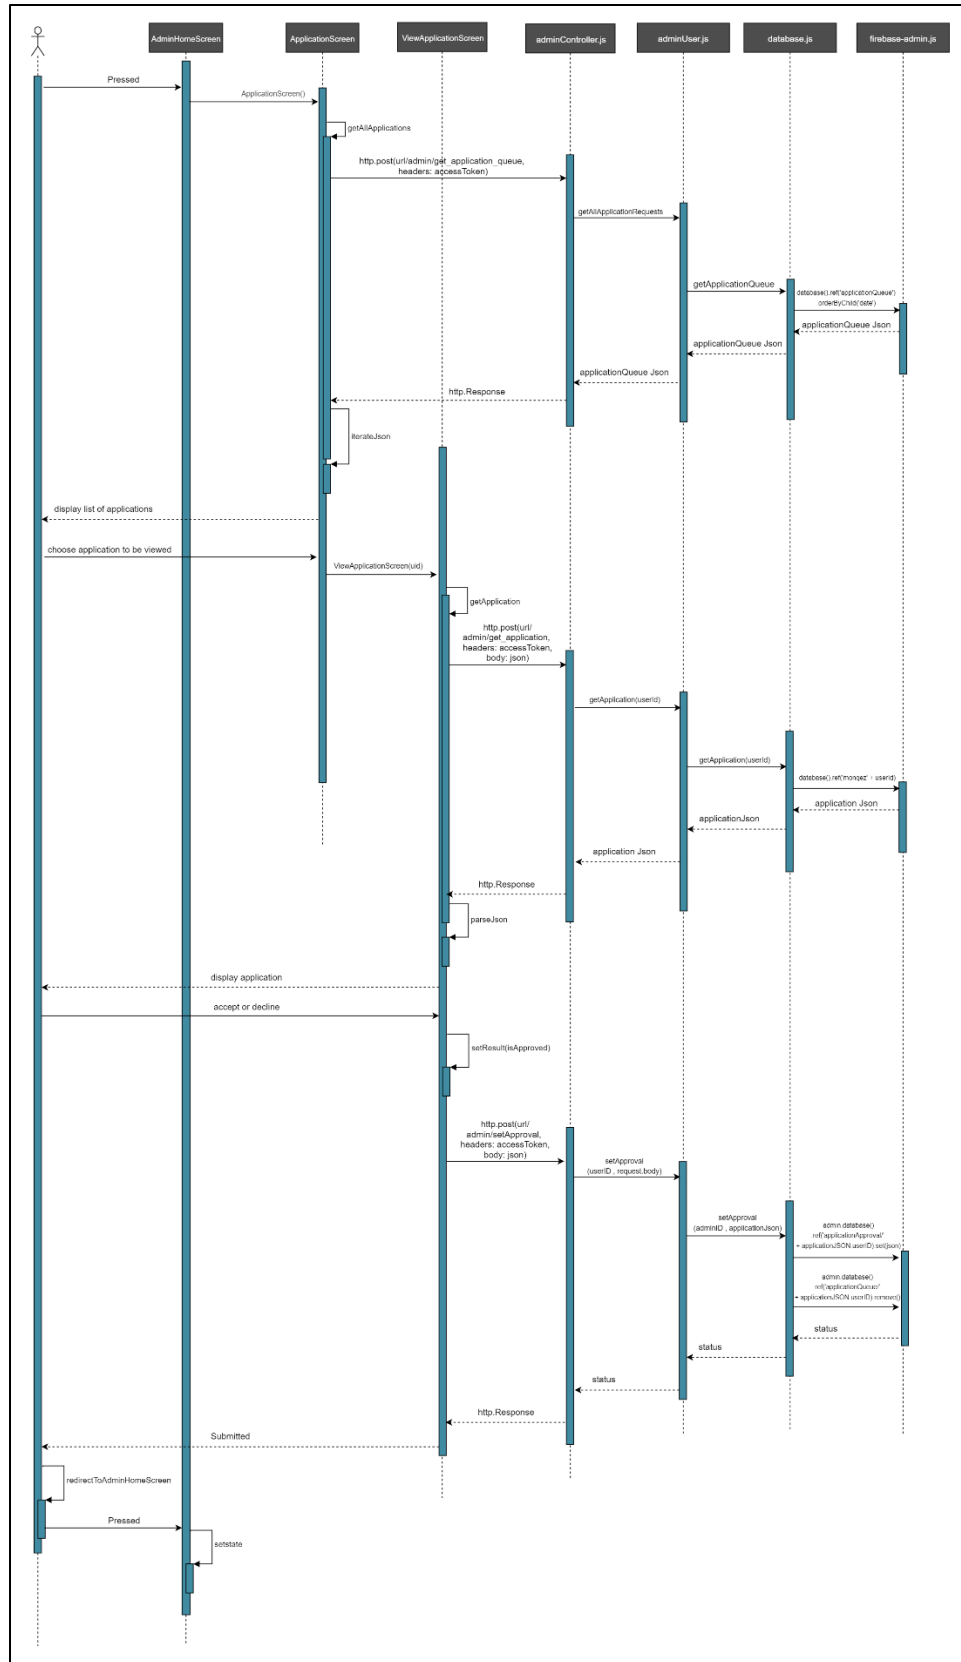 AdminHomeScreen
ApplicationScreen
ViewApplicationScreen
adminController.js
adminUser.js
database.js
firebase-admin.js
Pressed
ApplicationScreen()
getAllApplications
http.post(url/admin/get_application_queue,
headers: accessToken)
getAllApplicationRequests
getApplicationQueue
database().ref('applicationQueue')
orderByChild('date')
applicationQueue Json
applicationQueue Json
applicationQueue Json
http.Response
iterateJson
display list of applications
choose application to be viewed
ViewApplicationScreen(uid)
getApplication
http.post(url/
admin/get_application,
headers: accessToken,
body: json)
getApplication(userId)
getApplication(userId)
database().ref('monqez' + userId)
application Json
applicationJson
application Json
http.Response
parseJson
display application
accept or decline
setResult(isApproved)
http.post(url/
admin/setApproval,
headers: accessToken,
body: json)
setApproval
(userID , request.body)
setApproval
(adminID , applicationJson)
admin.database()
ref('applicationApproval/'
+ applicationJSON.userID).set(json)
admin.database()
ref('applicationQueue/'
+ applicationJSON.userID).remove()
status
status
status
http.Response
Submitted
redirectToAdminHomeScreen
Pressed
setstate